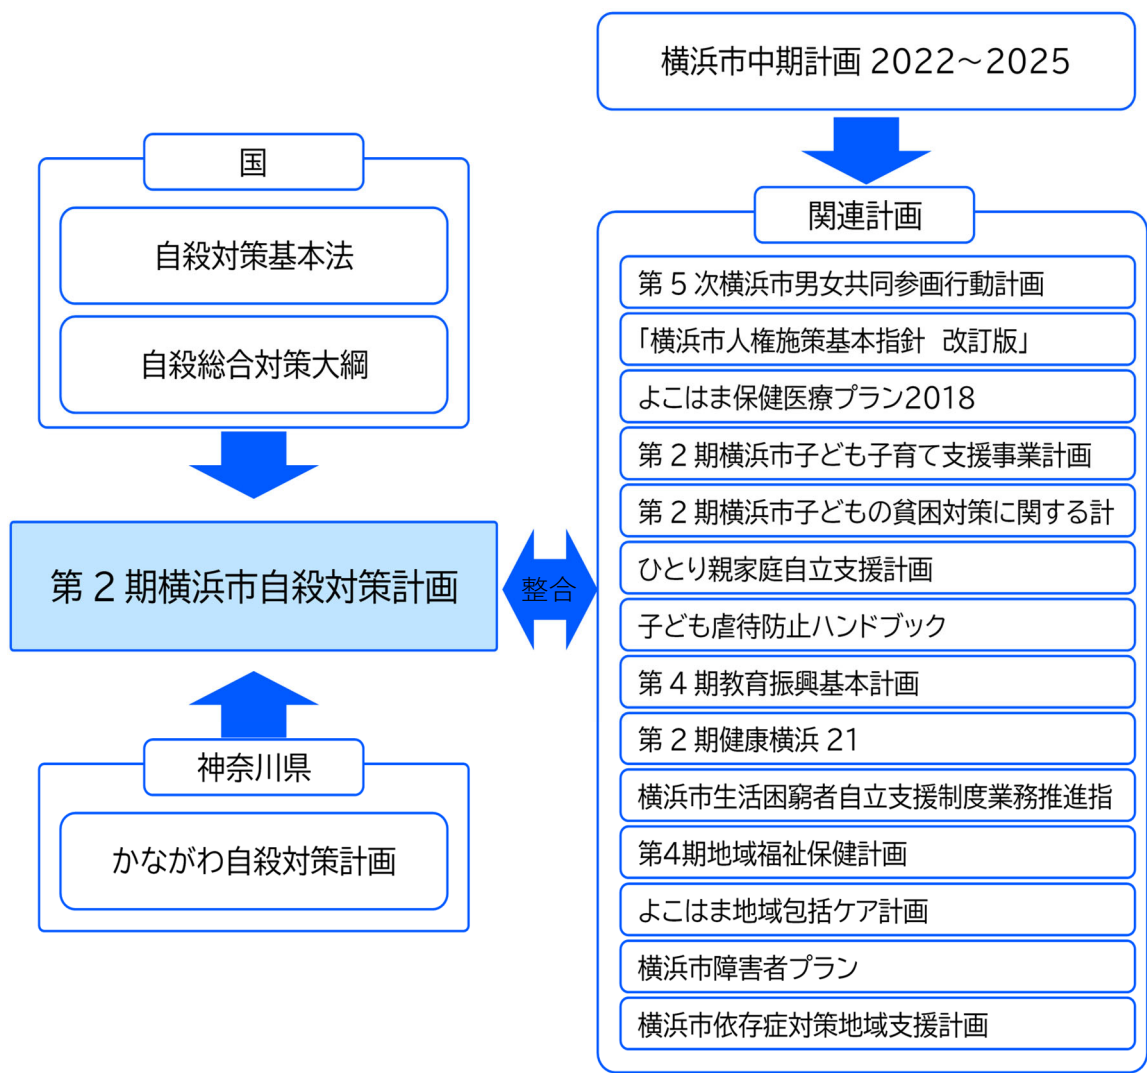 横浜市中期計画 2022～2025
国
自殺対策基本法
自殺総合対策大綱
第 2 期横浜市自殺対策計画
整合
神奈川県
かながわ自殺対策計画
関連計画
第 5 次横浜市男女共同参画行動計画
「横浜市人権施策基本指針　改訂版」
よこはま保健医療プラン2018
第 2 期横浜市子ども子育て支援事業計画
第 2 期横浜市子どもの貧困対策に関する計
ひとり親家庭自立支援計画
子ども虐待防止ハンドブック
第 4 期教育振興基本計画
第 2 期健康横浜 21
横浜市生活困窮者自立支援制度業務推進指
第4期地域福祉保健計画
よこはま地域包括ケア計画
横浜市障害者プラン
横浜市依存症対策地域支援計画